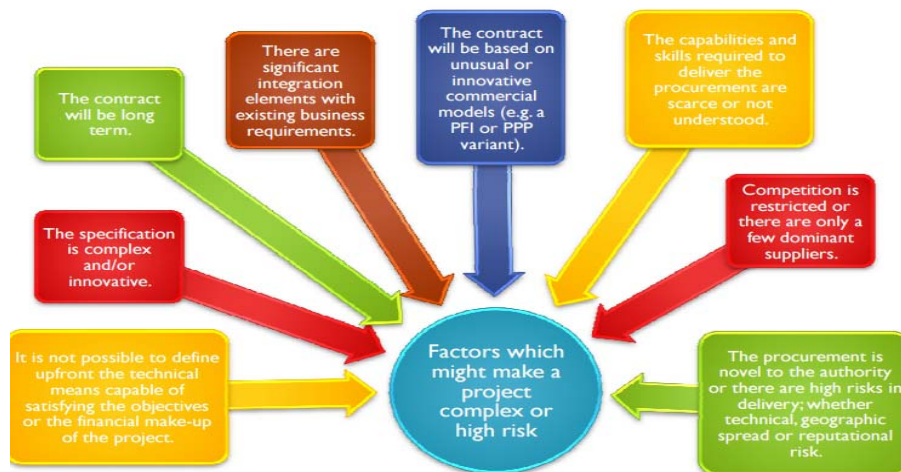 It is not possible to define
upfront the technical
means capable of
satisfying the objectives
or the financial make-up
of the project.
The specification
is complex
and/or
innovative.
The contract
will be long
term.
There are
significant
integration
elements with
existing business
requirements.
The contract
will be based on
unusual or
innovative
commercial
models (e.g. a
PFI or PPP
variant).
The capabilities and
skills required to
deliver the
procurement are
scarce or not
understood.
Competition is
restricted or
there are only a
few dominant
suppliers.
The procurement is
novel to the authority
or there are high risks in
delivery; whether
technical, geographic
spread or reputational
risk.
Factors which
might make a
project
complex or
high risk